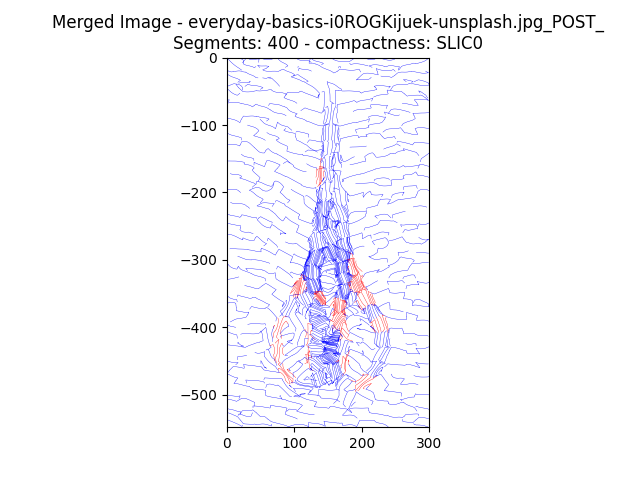 Merged Image - everyday-basics-i0ROGKijuek-unsplash.jpg_POST_
Segments: 400 - compactness: SLIC0
0
−100
−200
−300
−400
−500
0 100 200 300